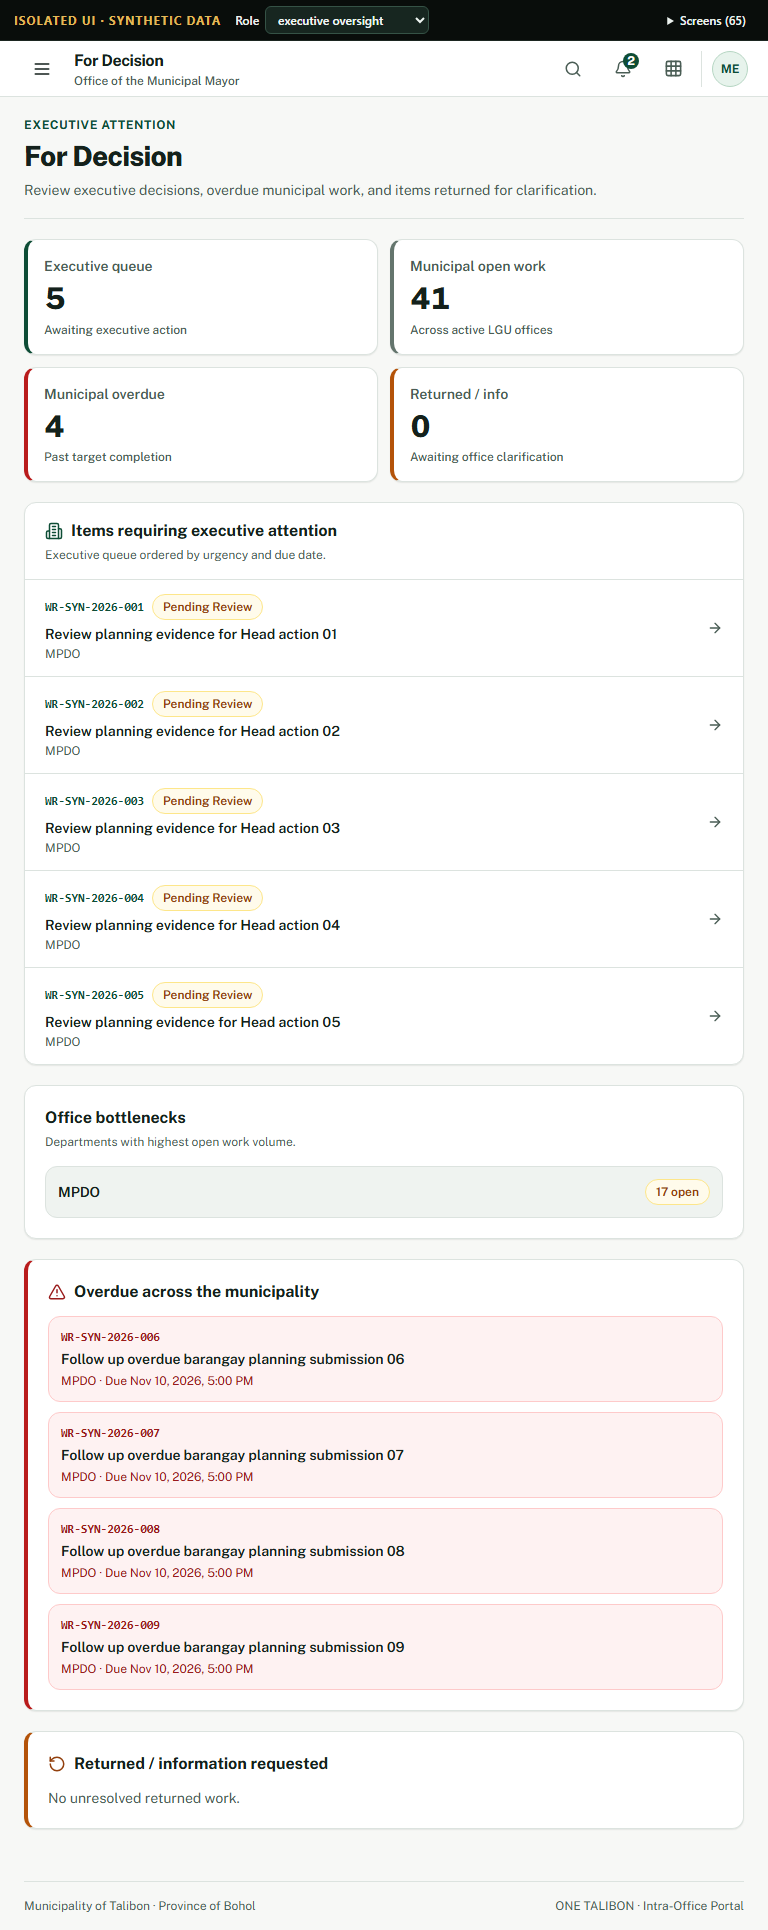 ISOLATED UI · SYNTHETIC DATA Role executive oversight Screens (65)
For Decision
Office of the Municipal Mayor
2
ME
EXECUTIVE ATTENTION
For Decision
Review executive decisions, overdue municipal work, and items returned for clarification.
Executive queue
5
Awaiting executive action
Municipal open work
41
Across active LGU offices
Municipal overdue
4
Past target completion
Returned / info
0
Awaiting office clarification
Items requiring executive attention
Executive queue ordered by urgency and due date.
WR-SYN-2026-001 Pending Review
Review planning evidence for Head action 01
MPDO
WR-SYN-2026-002 Pending Review
Review planning evidence for Head action 02
MPDO
WR-SYN-2026-003 Pending Review
Review planning evidence for Head action 03
MPDO
WR-SYN-2026-004 Pending Review
Review planning evidence for Head action 04
MPDO
WR-SYN-2026-005 Pending Review
Review planning evidence for Head action 05
MPDO
Office bottlenecks
Departments with highest open work volume.
MPDO 17 open
Overdue across the municipality
WR-SYN-2026-006
Follow up overdue barangay planning submission 06
MPDO · Due Nov 10, 2026, 5:00 PM
WR-SYN-2026-007
Follow up overdue barangay planning submission 07
MPDO · Due Nov 10, 2026, 5:00 PM
WR-SYN-2026-008
Follow up overdue barangay planning submission 08
MPDO · Due Nov 10, 2026, 5:00 PM
WR-SYN-2026-009
Follow up overdue barangay planning submission 09
MPDO · Due Nov 10, 2026, 5:00 PM
Returned / information requested
No unresolved returned work.
Municipality of Talibon · Province of Bohol ONE TALIBON · Intra-Office Portal